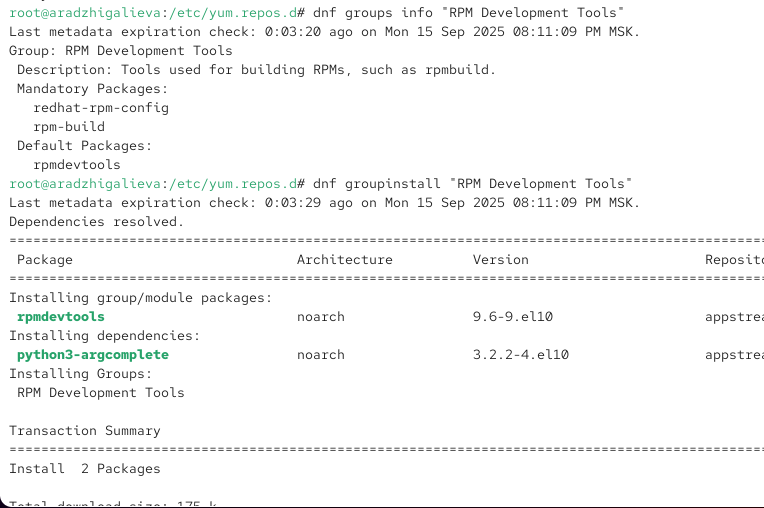 root@aradzhigalieva:/etc/yum.repos.d# dnf groups info "RPM Development Tools"
Last metadata expiration check: 0:03:20 ago on Mon 15 Sep 2025 08:11:09 PM MSK.
Group: RPM Development Tools
 Description: Tools used for building RPMs, such as rpmbuild.
 Mandatory Packages:
   redhat-rpm-config
   rpm-build
 Default Packages:
   rpmdevtools
root@aradzhigalieva:/etc/yum.repos.d# dnf groupinstall "RPM Development Tools"
Last metadata expiration check: 0:03:29 ago on Mon 15 Sep 2025 08:11:09 PM MSK.
Dependencies resolved.
================================================================================
 Package                            Architecture          Version                      Reposito
================================================================================
Installing group/module packages:
 rpmdevtools                        noarch                9.6-9.el10                   appstrea
Installing dependencies:
 python3-argcomplete                noarch                3.2.2-4.el10                 appstrea
Installing Groups:
 RPM Development Tools
Transaction Summary
================================================================================
Install  2 Packages
Total download size: 175 k